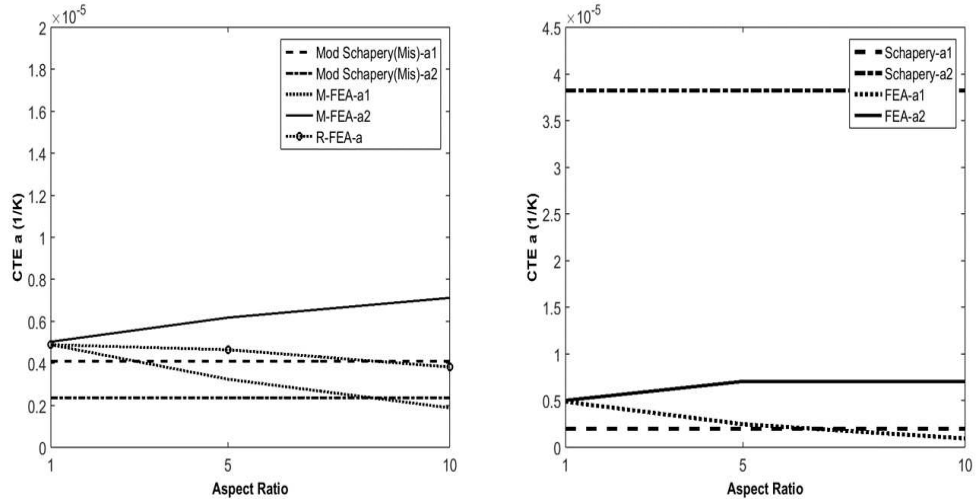 ×10⁻⁵
2
1.8
1.6
1.4
1.2
1
0.8
0.6
0.4
0.2
0
CTE a (1/K)
1 5 10
Aspect Ratio
Mod Schapery(Mis)-a1
Mod Schapery(Mis)-a2
M-FEA-a1
M-FEA-a2
R-FEA-a
×10⁻⁵
4.5
4
3.5
3
2.5
2
1.5
1
0.5
0
CTE a (1/K)
1 5 10
Aspect Ratio
Schapery-a1
Schapery-a2
FEA-a1
FEA-a2